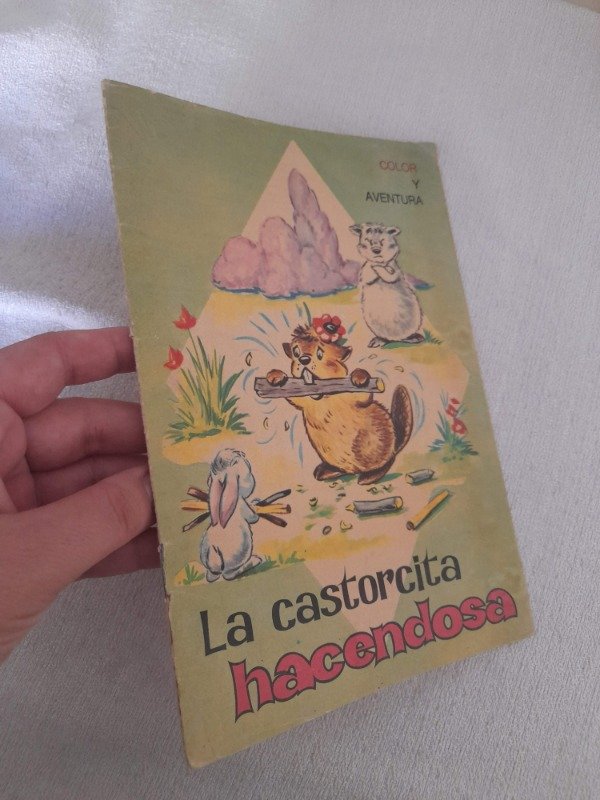 COLOR
Y
AVENTURA
La castorcita
hacendosa